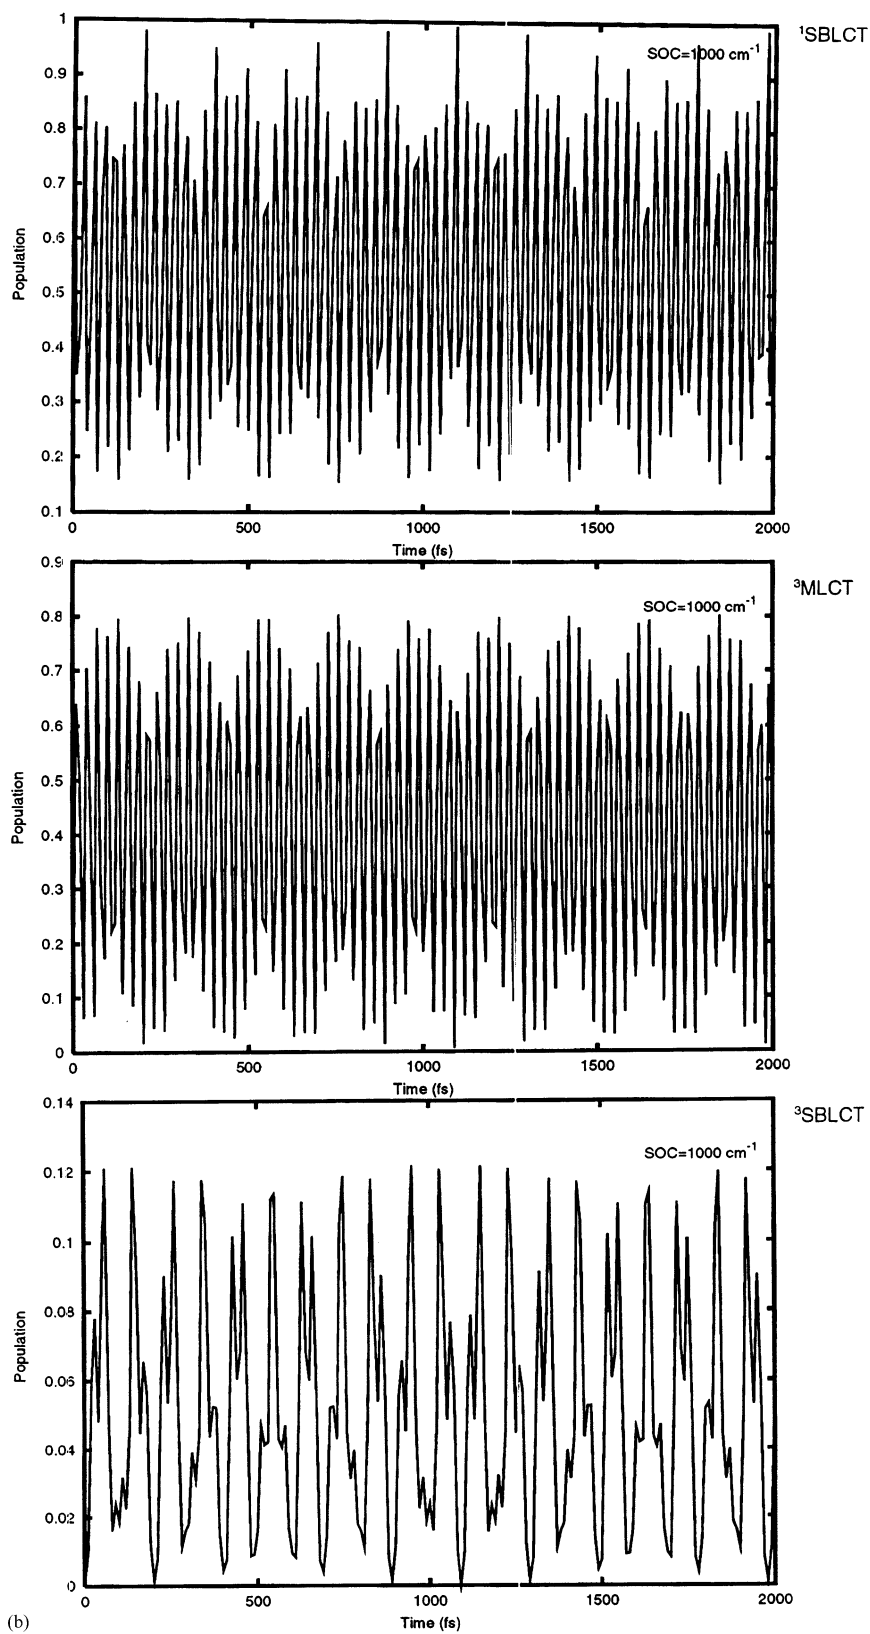 1
¹SBLCT
SOC=1000 cm⁻¹
0.9
0.8
0.7
0.6
0.5
0.4
0.3
0.2
0.1
Population
0 500 1000 1500 2000
Time (fs)
0.9
³MLCT
SOC=1000 cm⁻¹
0.8
0.7
0.6
0.5
0.4
0.3
0.2
0.1
0
Population
0 500 1000 1500 2000
Time (fs)
0.14
³SBLCT
SOC=1000 cm⁻¹
0.12
0.1
0.08
0.06
0.04
0.02
0
Population
0 500 1000 1500 2000
Time (fs)
(b)